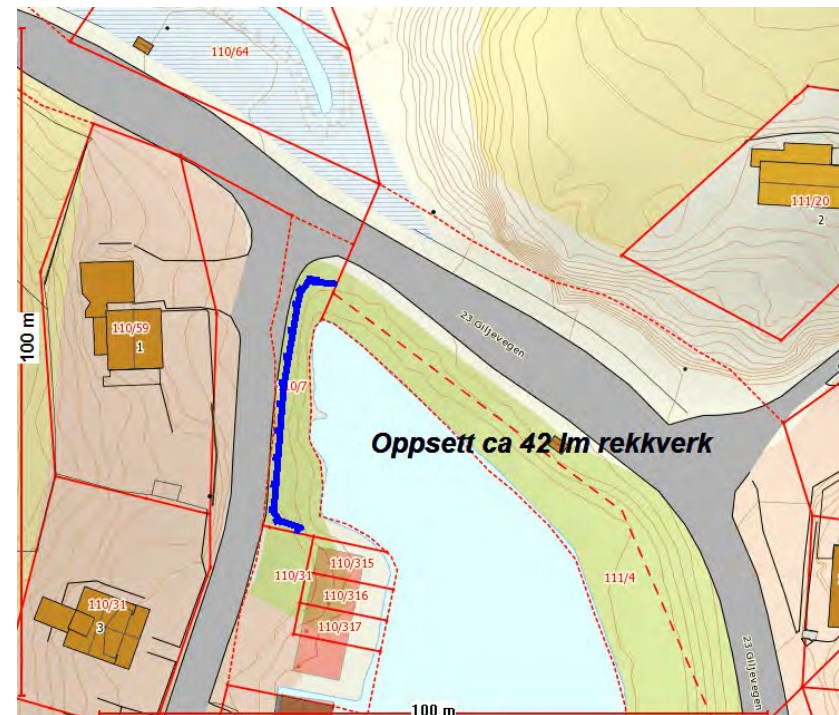 110/64
111/20
2
23 Giljevegen
110/59
1
100 m
Oppsett ca 42 lm rekkverk
110/315
110/31
110/316
111/4
110/317
110/31
3
23 Giljevegen
100 m